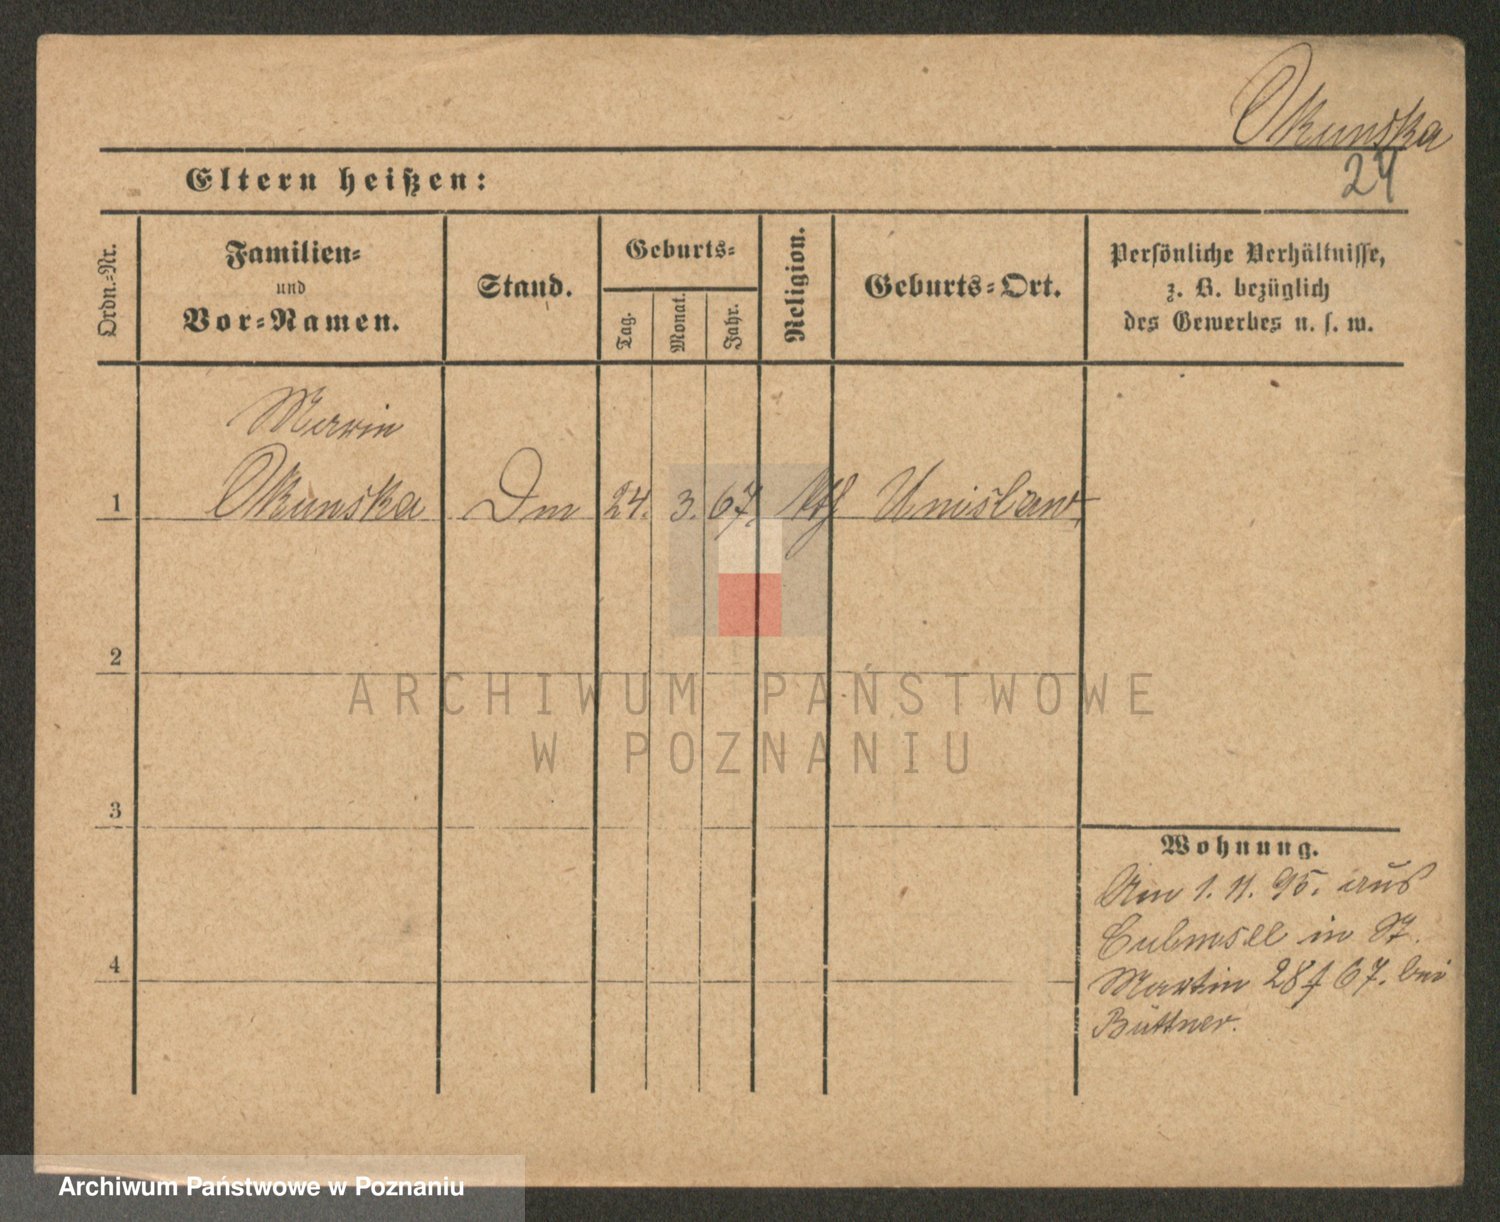 Okunska
24
Eltern heißen:
Ordn.-Nr.
Familien-
und
Vor-Namen.
Stand.
Geburts-
Tag.
Monat.
Jahr.
Religion.
Geburts-Ort.
Persönliche Verhältnisse,
z. B. bezüglich
des Gewerbes u. s. w.
Marie
1 Okunska Dm 24. 3. 67. kth Unislaw
2
ARCHIWUM PAŃSTWOWE
W POZNANIU
3
Wohnung.
Am 1. 11. 95. aus
Culmsee in St.
4
Martin 28 67. bei
Büttner.
Archiwum Państwowe w Poznaniu